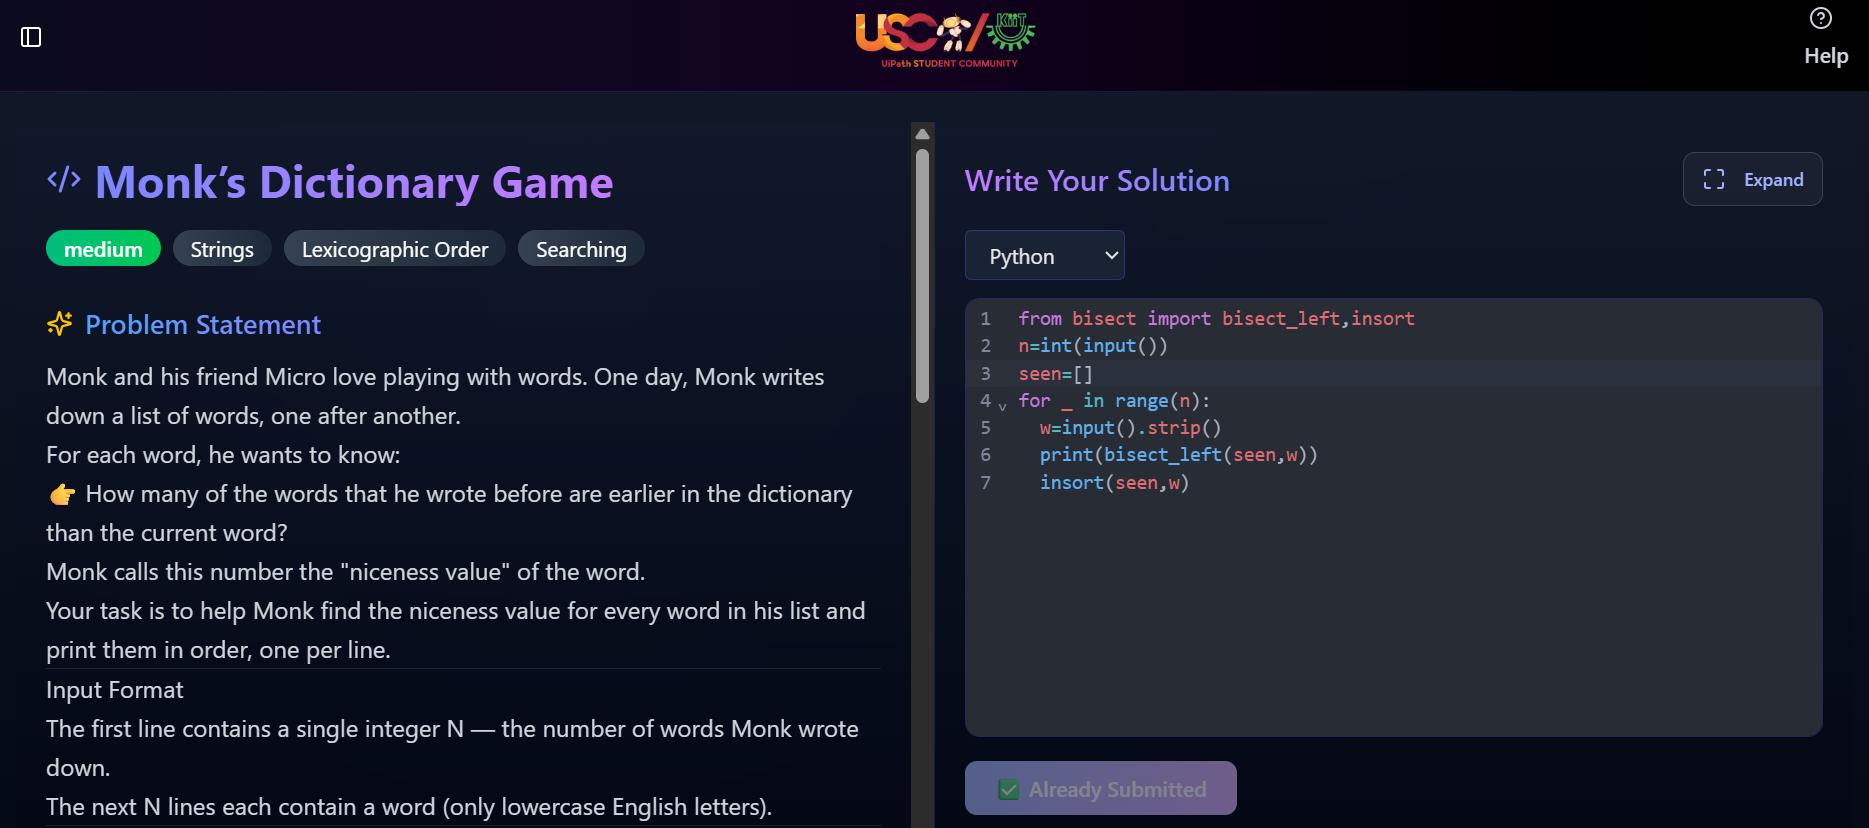 USC/KIIT
UiPath STUDENT COMMUNITY
Help
</> Monk’s Dictionary Game
medium
Strings
Lexicographic Order
Searching
Problem Statement
Monk and his friend Micro love playing with words. One day, Monk writes
down a list of words, one after another.
For each word, he wants to know:
👉 How many of the words that he wrote before are earlier in the dictionary
than the current word?
Monk calls this number the "niceness value" of the word.
Your task is to help Monk find the niceness value for every word in his list and
print them in order, one per line.
Input Format
The first line contains a single integer N — the number of words Monk wrote
down.
The next N lines each contain a word (only lowercase English letters).
Write Your Solution
Expand
Python
1 from bisect import bisect_left,insort
2 n=int(input())
3 seen=[]
4 for _ in range(n):
5   w=input().strip()
6   print(bisect_left(seen,w))
7   insort(seen,w)
✅ Already Submitted